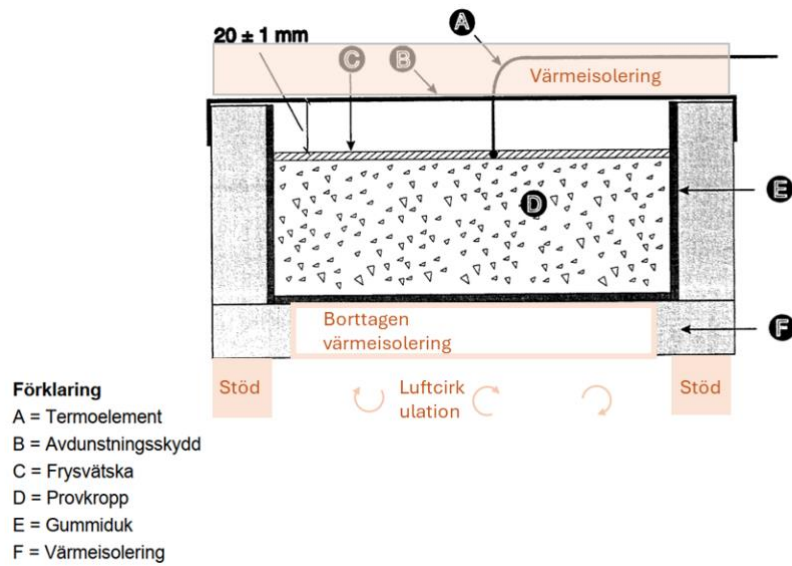 20 ± 1 mm
A
C
B
Värmeisolering
E
D
Borttagen
värmeisolering
F
Stöd
Luftcirk
ulation
Stöd
Förklaring
A = Termoelement
B = Avdunstningsskydd
C = Frysvätska
D = Provkropp
E = Gummiduk
F = Värmeisolering